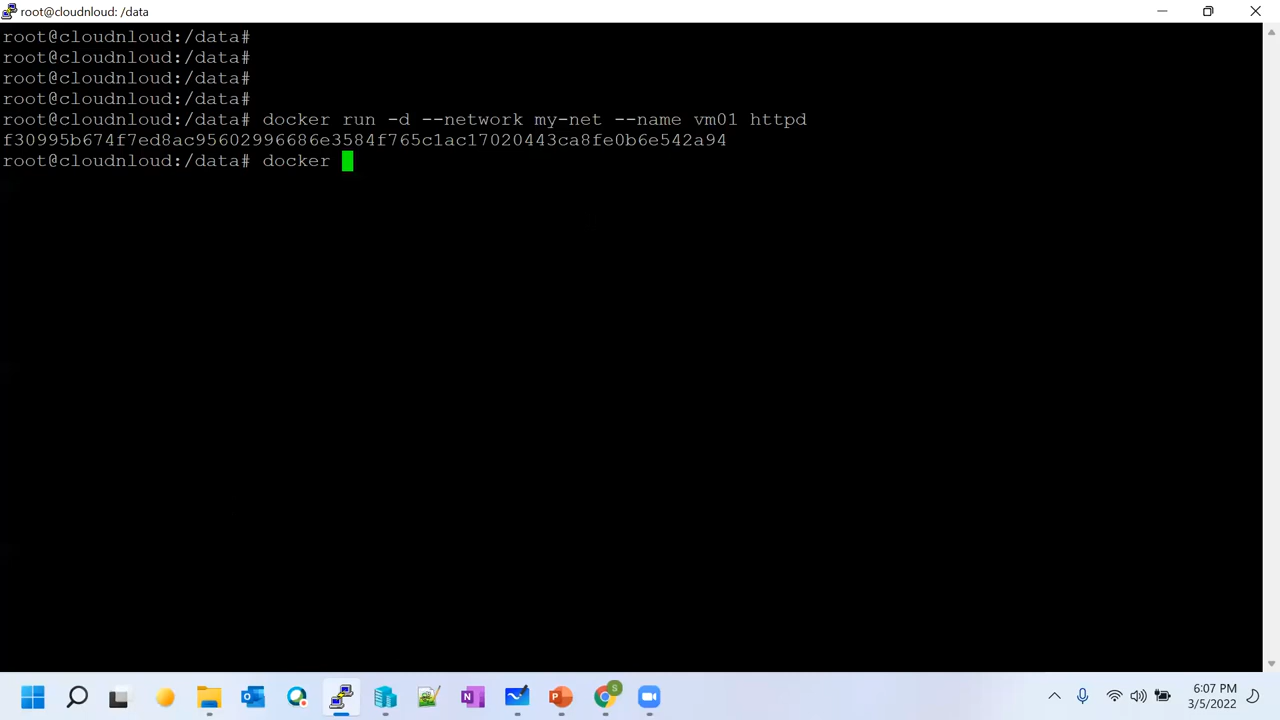 root@cloudnloud: /data
root@cloudnloud:/data#
root@cloudnloud:/data#
root@cloudnloud:/data#
root@cloudnloud:/data#
root@cloudnloud:/data# docker run -d --network my-net --name vm01 httpd
f30995b674f7ed8ac95602996686e3584f765c1ac17020443ca8fe0b6e542a94
root@cloudnloud:/data# docker
6:07 PM
3/5/2022